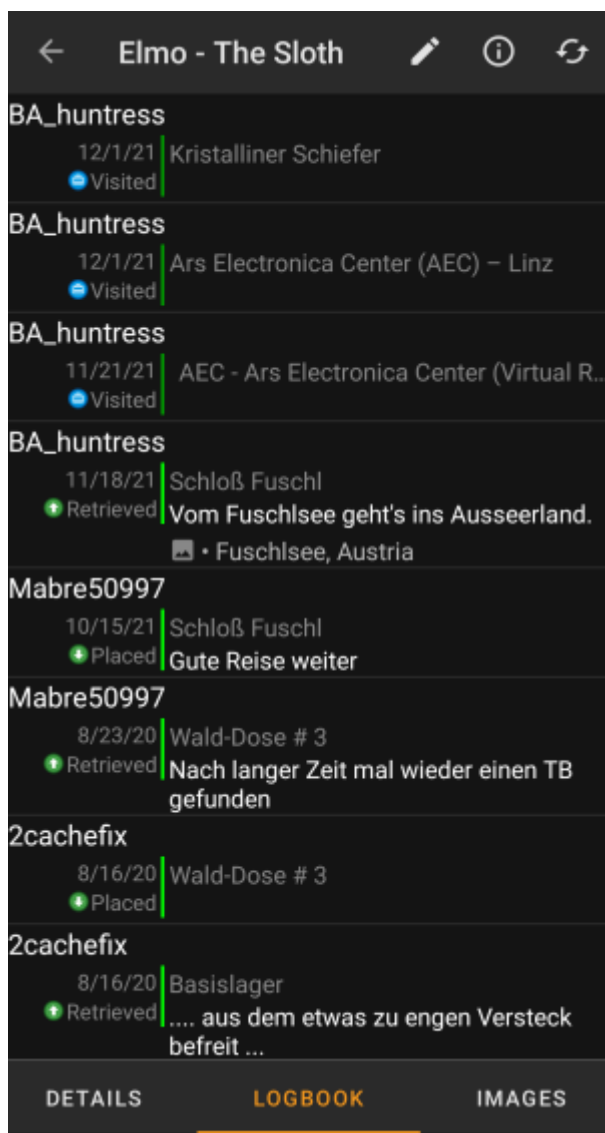 Elmo - The Sloth
BA_huntress
12/1/21 Kristalliner Schiefer
Visited
BA_huntress
12/1/21 Ars Electronica Center (AEC) – Linz
Visited
BA_huntress
11/21/21 AEC - Ars Electronica Center (Virtual R..
Visited
BA_huntress
11/18/21 Schloß Fuschl
Retrieved Vom Fuschlsee geht's ins Ausseerland.
• Fuschlsee, Austria
Mabre50997
10/15/21 Schloß Fuschl
Placed Gute Reise weiter
Mabre50997
8/23/20 Wald-Dose # 3
Retrieved Nach langer Zeit mal wieder einen TB
gefunden
2cachefix
8/16/20 Wald-Dose # 3
Placed
2cachefix
8/16/20 Basislager
Retrieved .... aus dem etwas zu engen Versteck
befreit ...
DETAILS LOGBOOK IMAGES